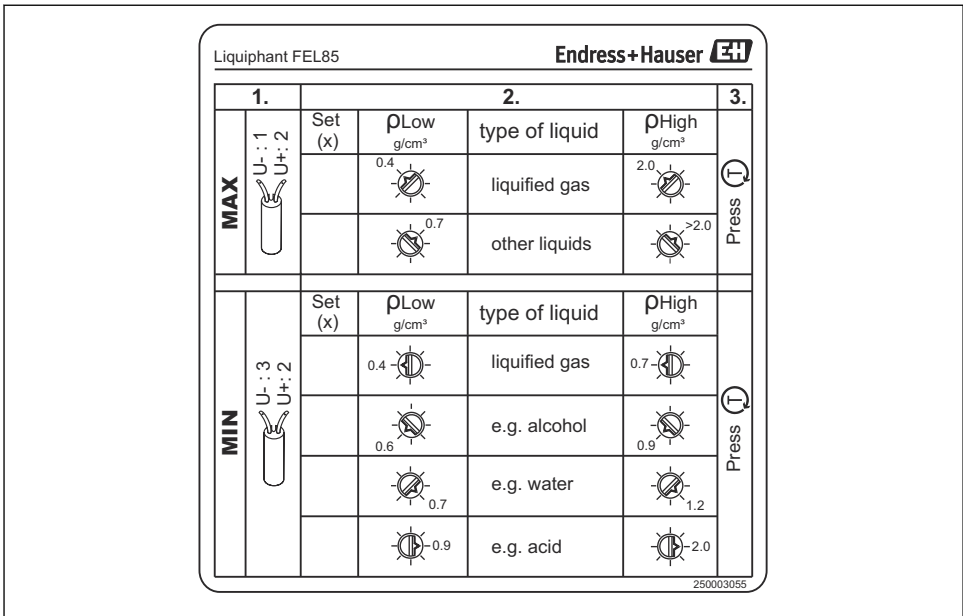 Liquiphant FEL85
Endress+Hauser EH
1. 2. 3.
MAX
U- : 1
U+: 2
Set (x) ρLow g/cm³ type of liquid ρHigh g/cm³
0.4 liquified gas 2.0
0.7 other liquids >2.0
Press T
MIN
U- : 3
U+: 2
Set (x) ρLow g/cm³ type of liquid ρHigh g/cm³
0.4 liquified gas 0.7
0.6 e.g. alcohol 0.9
0.7 e.g. water 1.2
0.9 e.g. acid 2.0
Press T
250003055